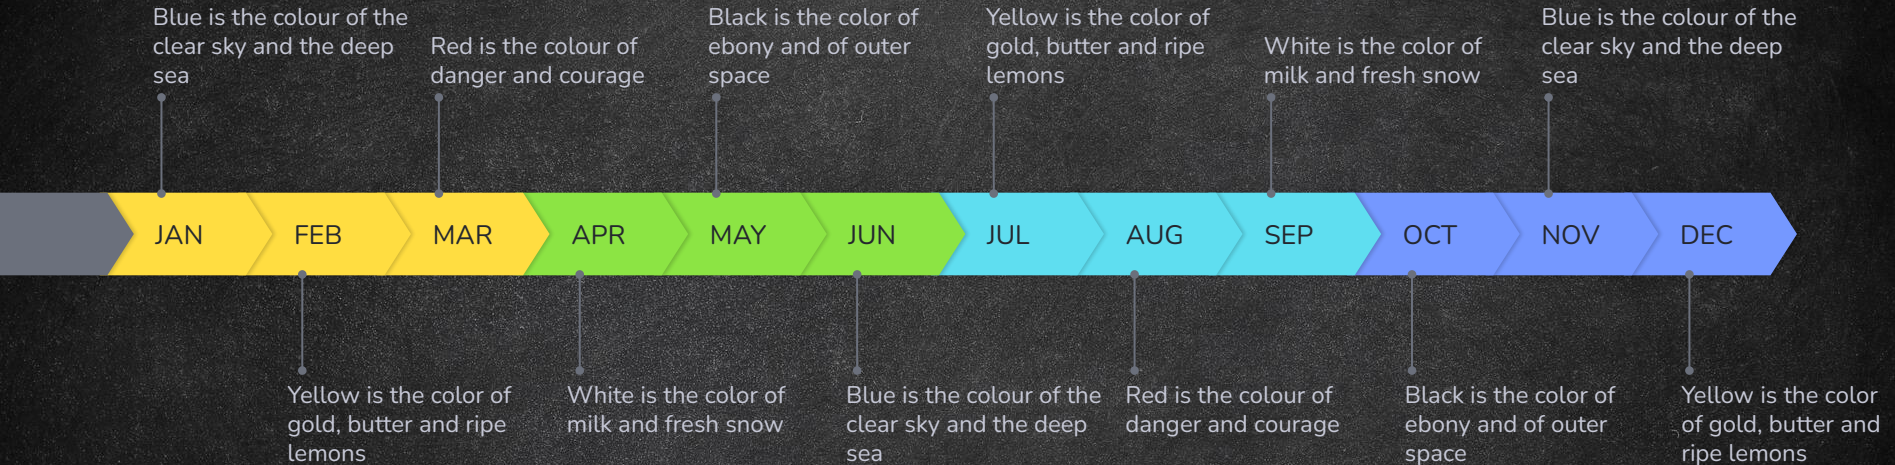 Blue is the colour of the
clear sky and the deep
sea
Red is the colour of
danger and courage
Black is the color of
ebony and of outer
space
Yellow is the color of
gold, butter and ripe
lemons
White is the color of
milk and fresh snow
Blue is the colour of the
clear sky and the deep
sea
JAN
FEB
MAR
APR
MAY
JUN
JUL
AUG
SEP
OCT
NOV
DEC
Yellow is the color of
gold, butter and ripe
lemons
White is the color of
milk and fresh snow
Blue is the colour of the
clear sky and the deep
sea
Red is the colour of
danger and courage
Black is the color of
ebony and of outer
space
Yellow is the color
of gold, butter and
ripe lemons